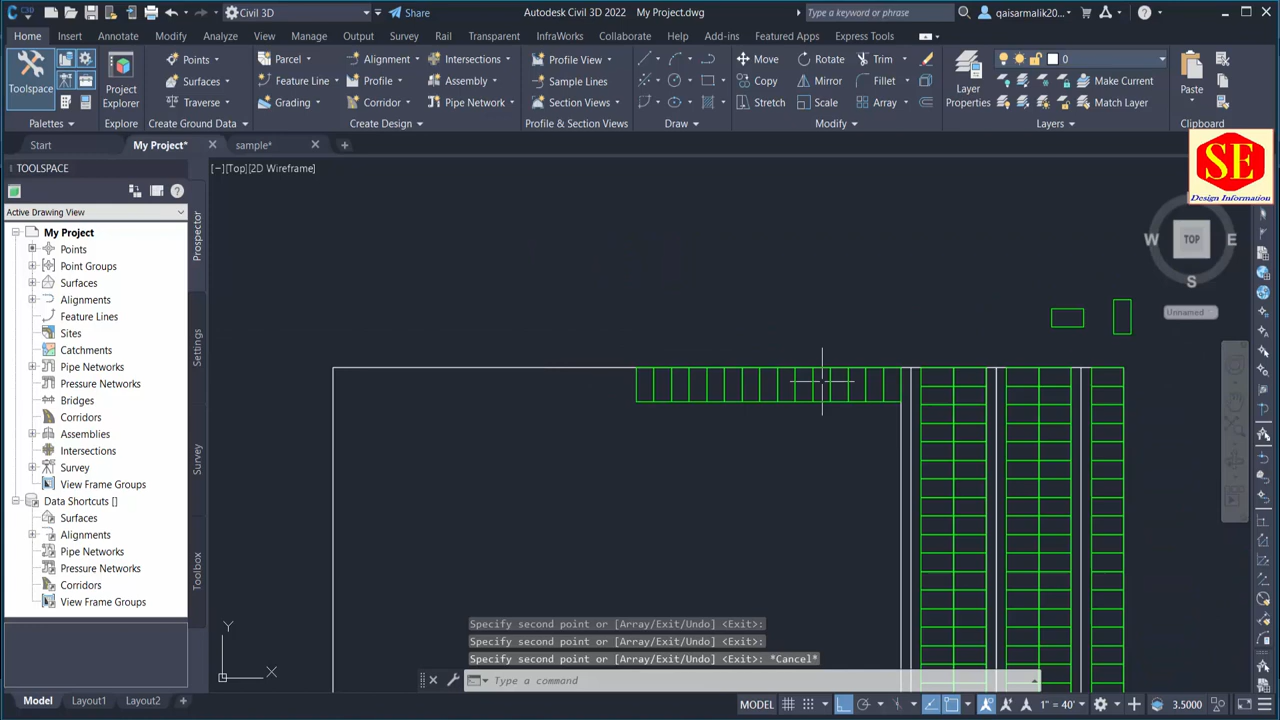 C3D
Civil 3D
Share
Autodesk Civil 3D 2022 My Project.dwg
Type a keyword or phrase
qaisarmalik20...
Home Insert Annotate Modify Analyze View Manage Output Survey Rail Transparent InfraWorks Collaborate Help Add-ins Featured Apps Express Tools
Toolspace
Palettes
Project
Explorer
Explore
Points
Surfaces
Traverse
Create Ground Data
Parcel
Feature Line
Grading
Alignment
Profile
Corridor
Intersections
Assembly
Pipe Network
Create Design
Profile View
Sample Lines
Section Views
Profile & Section Views
Draw
Move
Copy
Stretch
Rotate
Mirror
Scale
Trim
Fillet
Array
Modify
Layer
Properties
0
Make Current
Match Layer
Layers
Paste
Clipboard
Start My Project* sample*
SE
Design Information
TOOLSPACE
[−][Top][2D Wireframe]
Active Drawing View
My Project
Points
Point Groups
Surfaces
Alignments
Feature Lines
Sites
Catchments
Pipe Networks
Pressure Networks
Bridges
Corridors
Assemblies
Intersections
Survey
View Frame Groups
Data Shortcuts []
Surfaces
Alignments
Pipe Networks
Pressure Networks
Corridors
View Frame Groups
Prospector
Settings
Survey
Toolbox
W TOP E
S
Unnamed
Y
X
Specify second point or [Array/Exit/Undo] <Exit>:
Specify second point or [Array/Exit/Undo] <Exit>:
Specify second point or [Array/Exit/Undo] <Exit>: *Cancel*
Type a command
Model Layout1 Layout2
MODEL
1" = 40'
3.5000